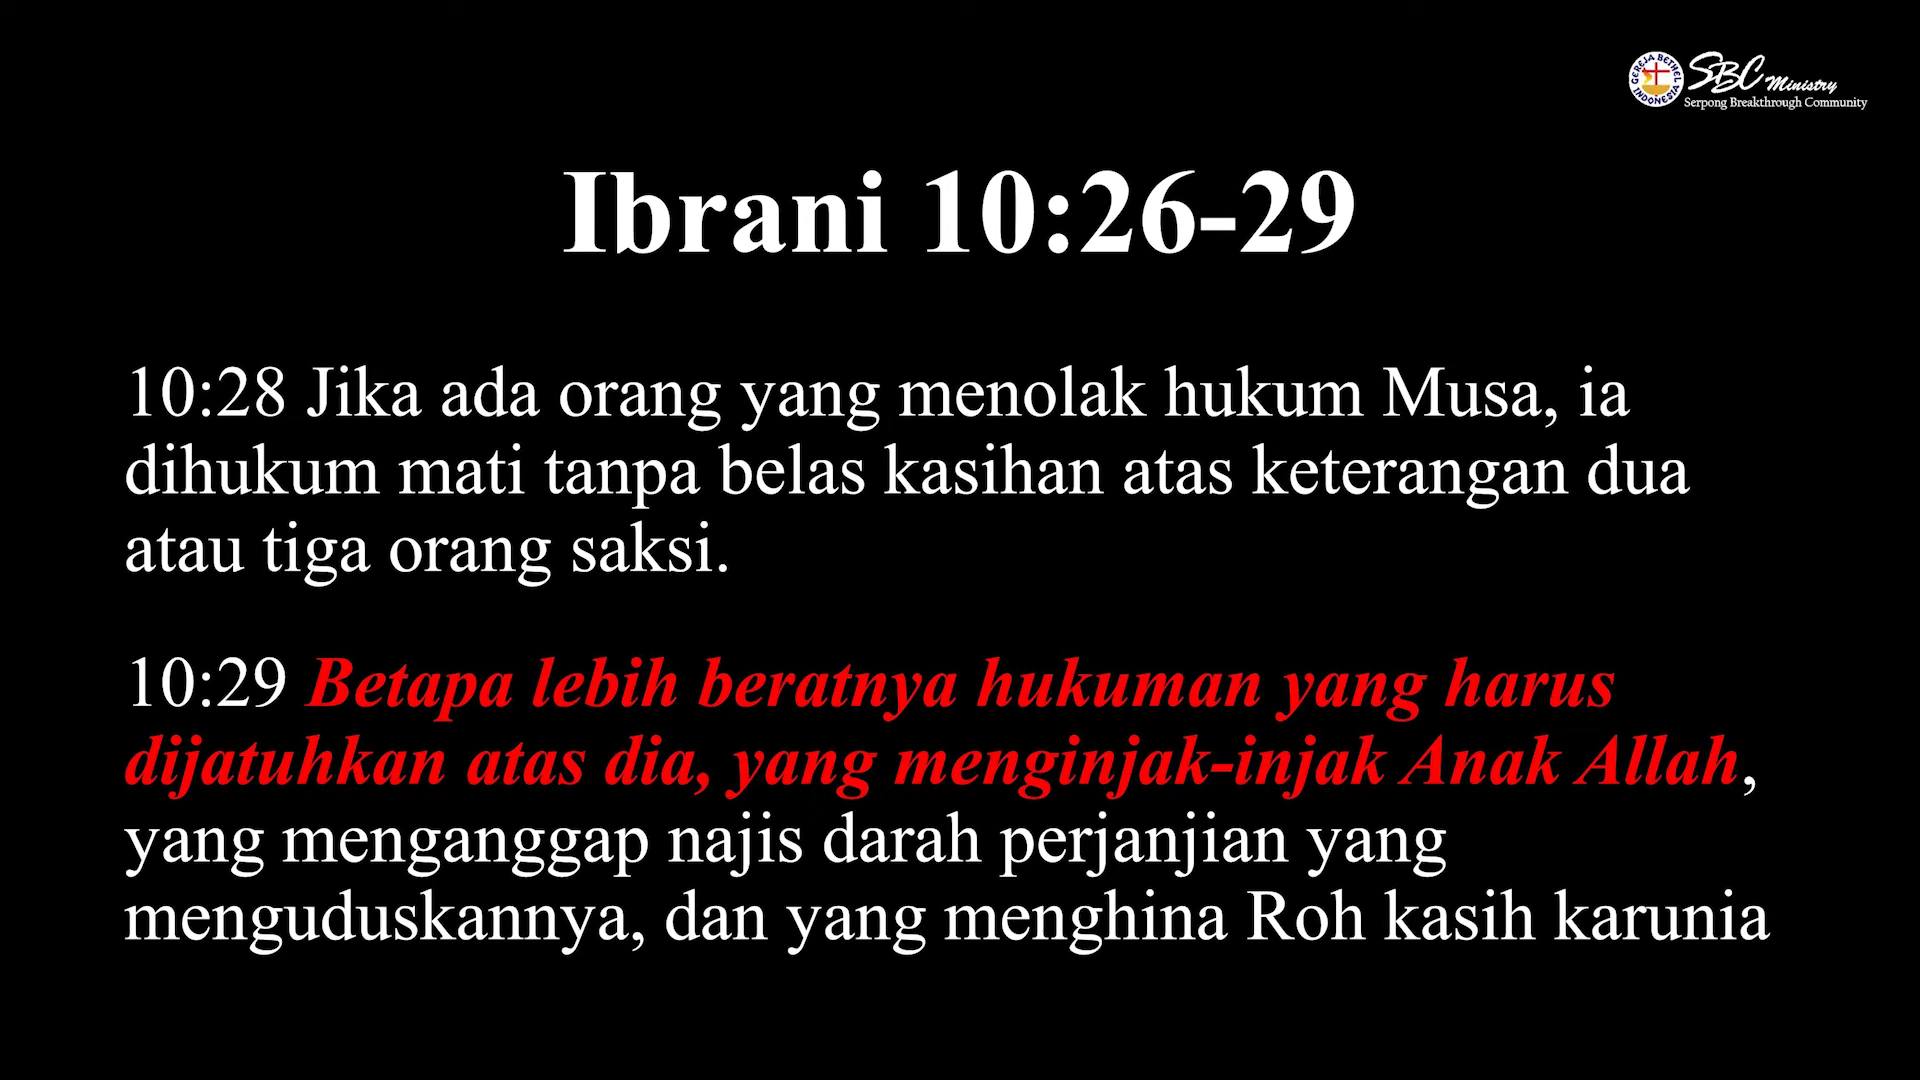 GEREJA BETHEL INDONESIA
SBC Ministry
Serpong Breakthrough Community
Ibrani 10:26-29
10:28 Jika ada orang yang menolak hukum Musa, ia
dihukum mati tanpa belas kasihan atas keterangan dua
atau tiga orang saksi.
10:29 Betapa lebih beratnya hukuman yang harus
dijatuhkan atas dia, yang menginjak-injak Anak Allah,
yang menganggap najis darah perjanjian yang
menguduskannya, dan yang menghina Roh kasih karunia